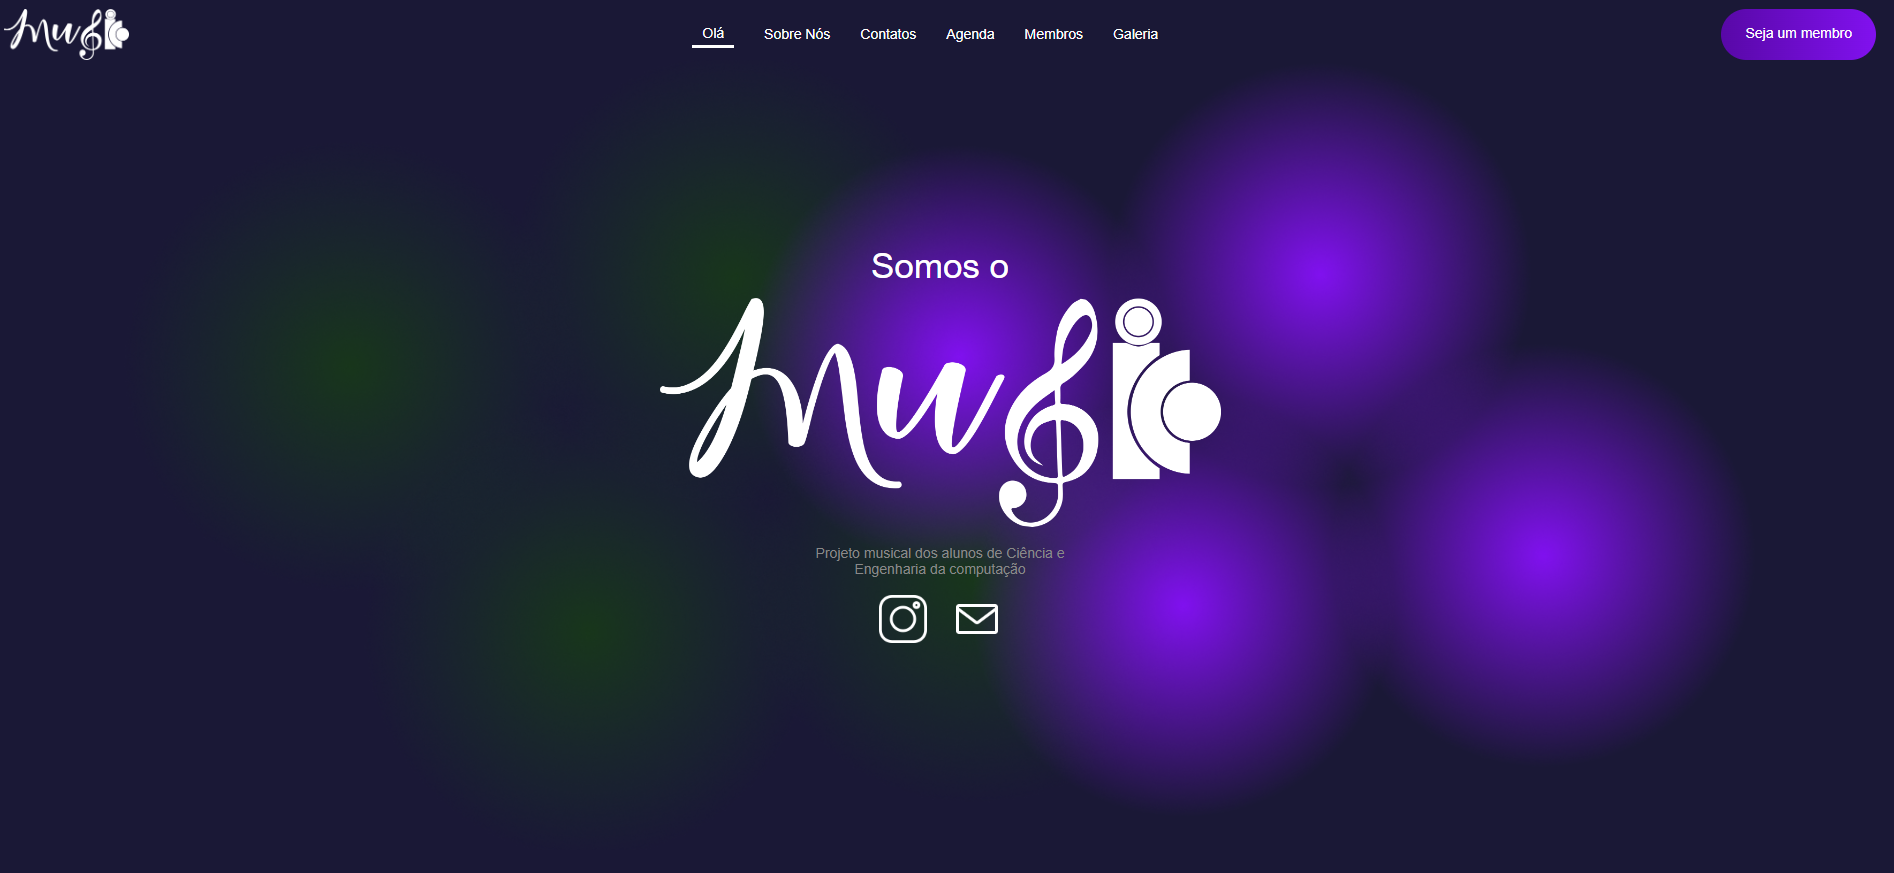 MusIC
Olá
Sobre Nós
Contatos
Agenda
Membros
Galeria
Seja um membro
Somos o
MusIC
Projeto musical dos alunos de Ciência e
Engenharia da computação